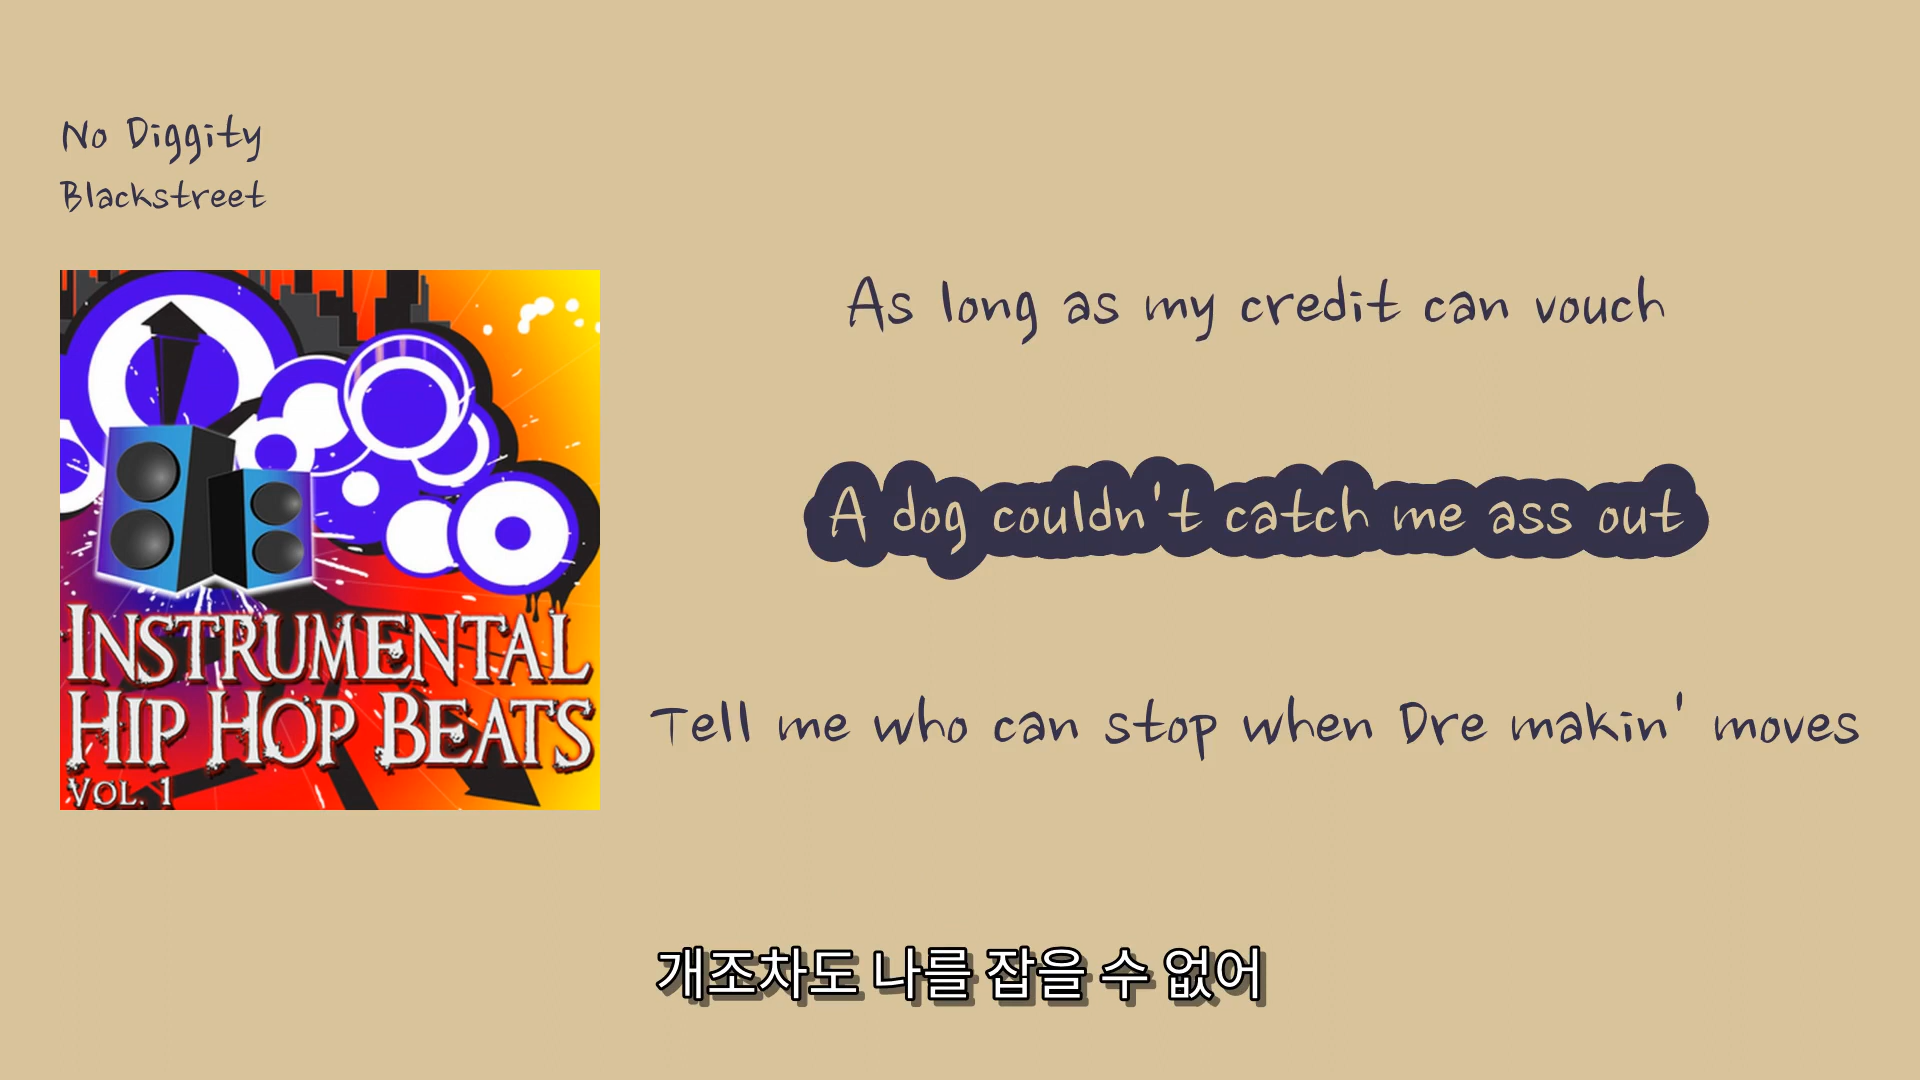 No Diggity
Blackstreet
INSTRUMENTAL
HIP HOP BEATS
VOL. 1
As long as my credit can vouch
A dog couldn't catch me ass out
Tell me who can stop when Dre makin' moves
개조차도 나를 잡을 수 없어